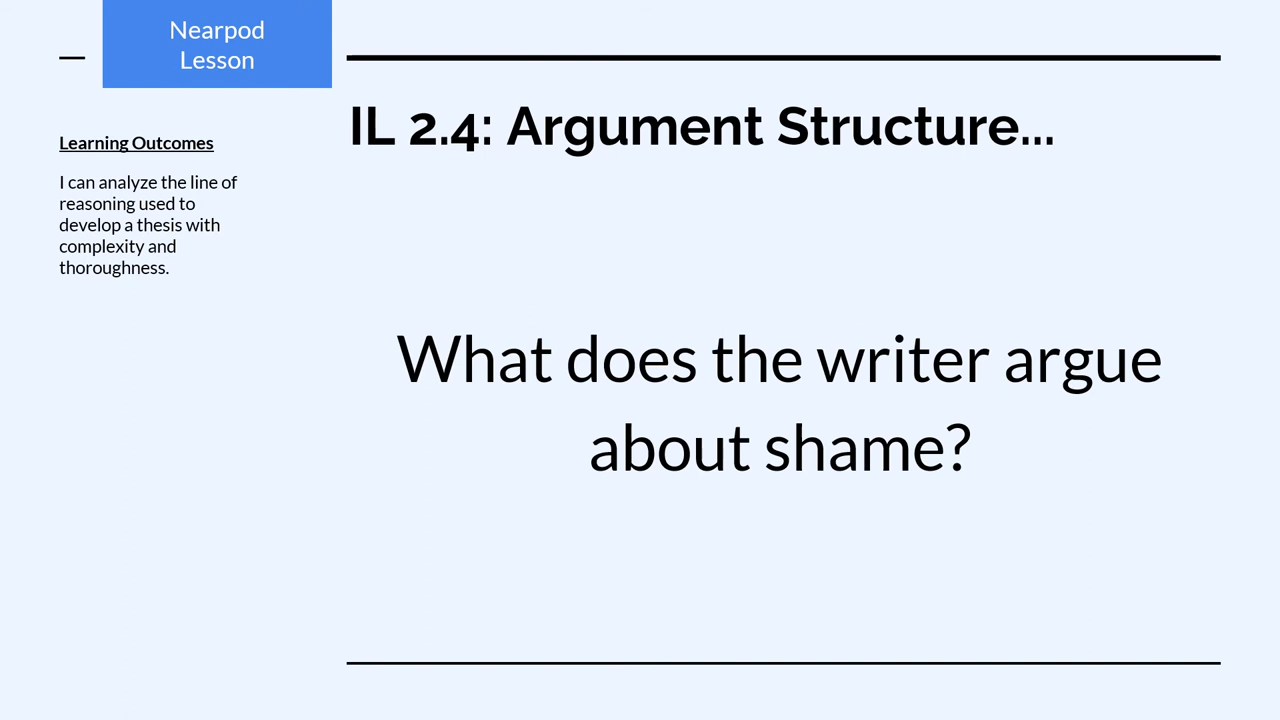 Nearpod
Lesson
IL 2.4: Argument Structure...
Learning Outcomes
I can analyze the line of
reasoning used to
develop a thesis with
complexity and
thoroughness.
What does the writer argue
about shame?